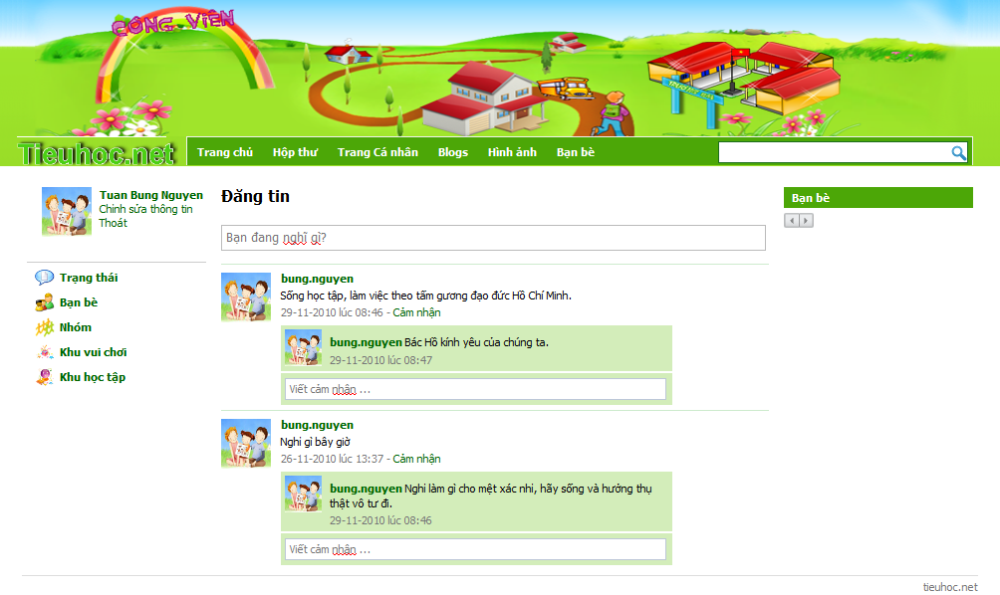 CÔNG VIÊN
Tieuhoc.net
Trang chủ Hộp thư Trang Cá nhân Blogs Hình ảnh Bạn bè
Tuan Bung Nguyen
Chỉnh sửa thông tin
Thoát
Trạng thái
Bạn bè
Nhóm
Khu vui chơi
Khu học tập
Đăng tin
Bạn đang nghĩ gì?
bung.nguyen
Sống học tập, làm việc theo tấm gương đạo đức Hồ Chí Minh.
29-11-2010 lúc 08:46 - Cảm nhận
bung.nguyen Bác Hồ kính yêu của chúng ta.
29-11-2010 lúc 08:47
Viết cảm nhận ...
bung.nguyen
Nghỉ gì bây giờ
26-11-2010 lúc 13:37 - Cảm nhận
bung.nguyen Nghi làm gì cho mệt xác nhi, hãy sống và hưởng thụ
thật vô tư đi.
29-11-2010 lúc 08:46
Viết cảm nhận ...
Bạn bè
tieuhoc.net